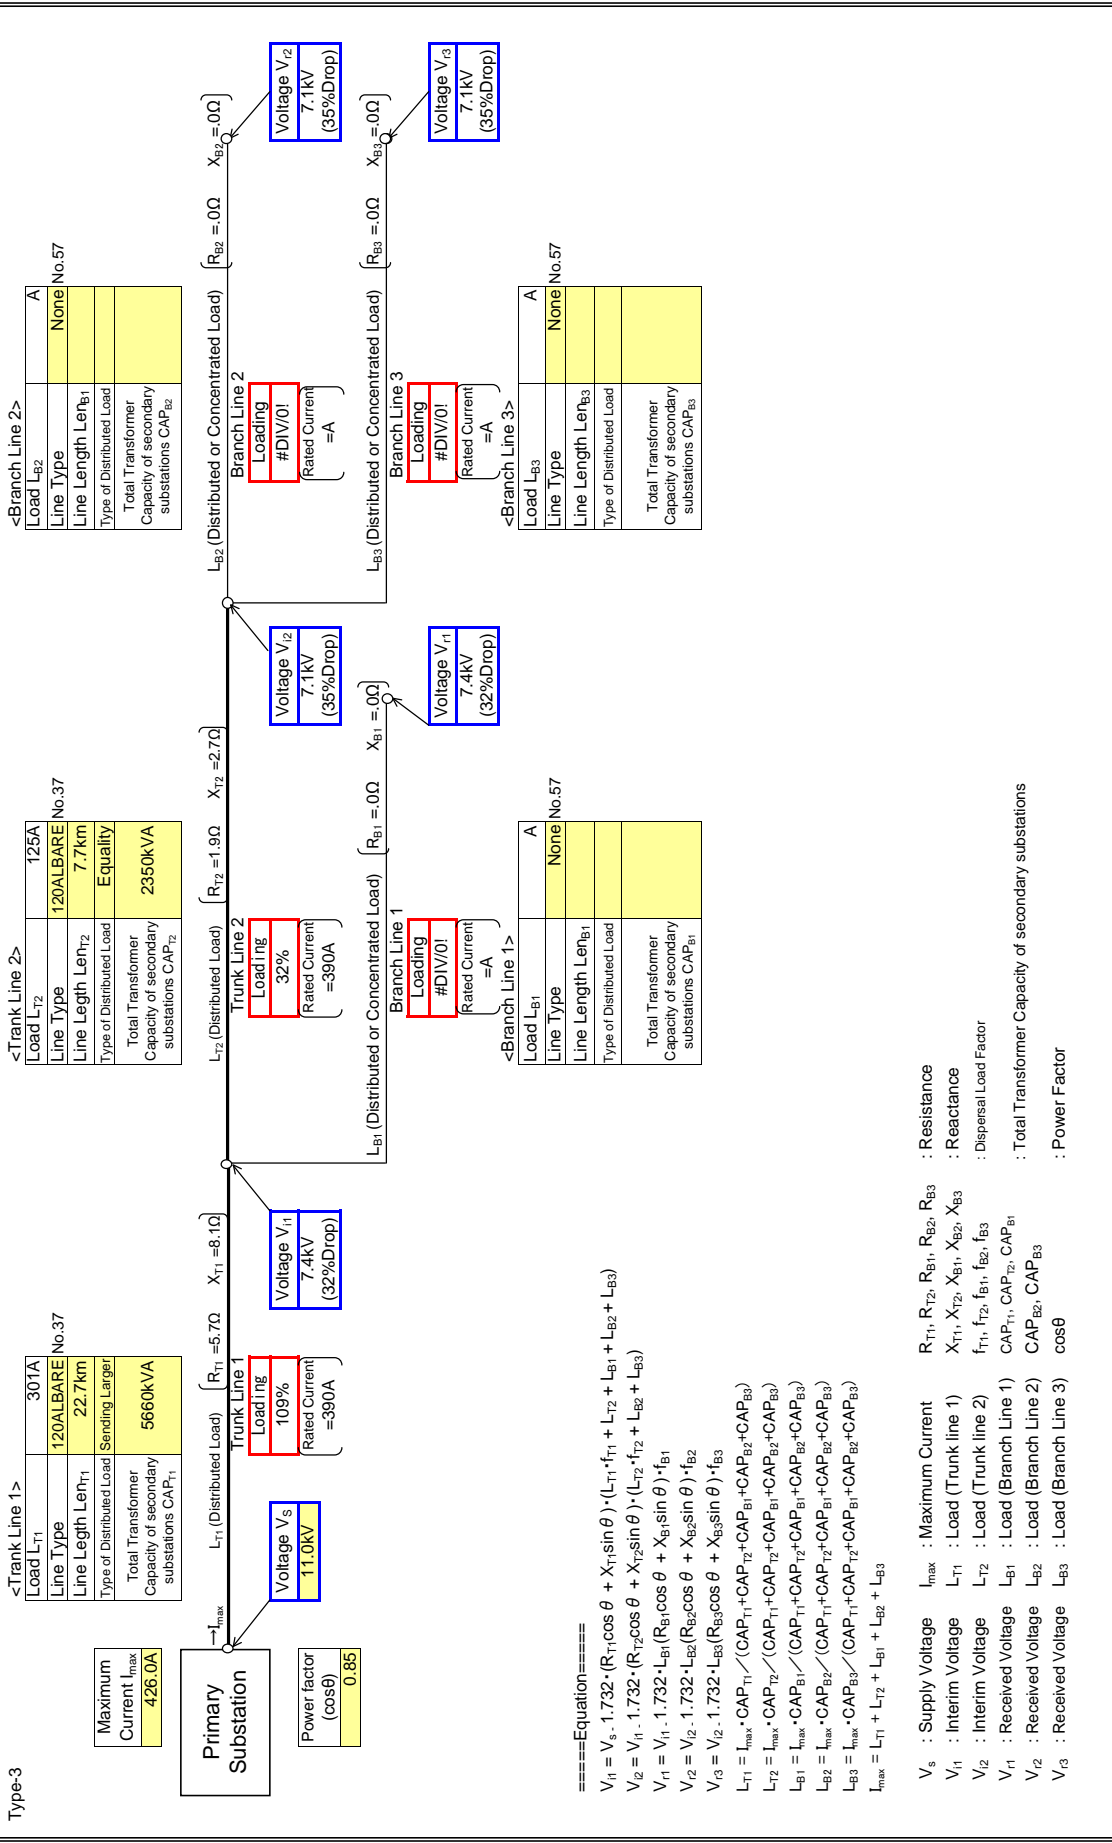 Type-3
Maximum
Current Imax
426.0A
Primary
Substation
Power factor
(cosθ)
0.85
→Imax
Voltage VS
11.0kV
<Trank Line 1>
Load LT1 301A
Line Type 120ALBARE No.37
Line Legth LenT1 22.7km
Type of Distributed Load Sending Larger
Total Transformer
Capacity of secondary
substations CAPT1
5660kVA
LT1 (Distributed Load) RT1 =5.7Ω XT1 =8.1Ω
Trunk Line 1
Loading
109%
Rated Current
=390A
Voltage Vi1
7.4kV
(32%Drop)
<Trank Line 2>
Load LT2 125A
Line Type 120ALBARE No.37
Line Legth LenT2 7.7km
Type of Distributed Load Equality
Total Transformer
Capacity of secondary
substations CAPT2
2350kVA
LT2 (Distributed Load) RT2 =1.9Ω XT2 =2.7Ω
Trunk Line 2
Loading
32%
Rated Current
=390A
Voltage Vi2
7.1kV
(35%Drop)
LB1 (Distributed or Concentrated Load) RB1 =.0Ω XB1 =.0Ω
Branch Line 1
Loading
#DIV/0!
Rated Current
=A
Voltage Vr1
7.4kV
(32%Drop)
<Branch Line 1>
Load LB1 A
Line Type None No.57
Line Length LenB1
Type of Distributed Load
Total Transformer
Capacity of secondary
substations CAPB1
<Branch Line 2>
Load LB2 A
Line Type None No.57
Line Length LenB1
Type of Distributed Load
Total Transformer
Capacity of secondary
substations CAPB2
LB2 (Distributed or Concentrated Load) RB2 =.0Ω XB2 =.0Ω
Branch Line 2
Loading
#DIV/0!
Rated Current
=A
Voltage Vr2
7.1kV
(35%Drop)
LB3 (Distributed or Concentrated Load) RB3 =.0Ω XB3 =.0Ω
Branch Line 3
Loading
#DIV/0!
Rated Current
=A
Voltage Vr3
7.1kV
(35%Drop)
<Branch Line 3>
Load LB3 A
Line Type None No.57
Line Length LenB3
Type of Distributed Load
Total Transformer
Capacity of secondary
substations CAPB3
=====Equation=====
Vi1 = Vs - 1.732・(RT1cos θ + XT1sin θ)・(LT1・fT1 + LT2 + LB1 + LB2 + LB3)
Vi2 = Vi1 - 1.732・(RT2cos θ + XT2sin θ)・(LT2・fT2 + LB2 + LB3)
Vr1 = Vi1 - 1.732・LB1(RB1cos θ + XB1sin θ)・fB1
Vr2 = Vi2 - 1.732・LB2(RB2cos θ + XB2sin θ)・fB2
Vr3 = Vi2 - 1.732・LB3(RB3cos θ + XB3sin θ)・fB3
LT1 = Imax・CAPT1／(CAPT1+CAPT2+CAPB1+CAPB2+CAPB3)
LT2 = Imax・CAPT2／(CAPT1+CAPT2+CAPB1+CAPB2+CAPB3)
LB1 = Imax・CAPB1／(CAPT1+CAPT2+CAPB1+CAPB2+CAPB3)
LB2 = Imax・CAPB2／(CAPT1+CAPT2+CAPB1+CAPB2+CAPB3)
LB3 = Imax・CAPB3／(CAPT1+CAPT2+CAPB1+CAPB2+CAPB3)
Imax = LT1 + LT2 + LB1 + LB2 + LB3
Vs : Supply Voltage Imax : Maximum Current RT1, RT2, RB1, RB2, RB3 : Resistance
Vi1 : Interim Voltage LT1 : Load (Trunk line 1) XT1, XT2, XB1, XB2, XB3 : Reactance
Vi2 : Interim Voltage LT2 : Load (Trunk line 2) fT1, fT2, fB1, fB2, fB3 : Dispersal Load Factor
Vr1 : Received Voltage LB1 : Load (Branch Line 1) CAPT1, CAPT2, CAPB1 : Total Transformer Capacity of secondary substations
Vr2 : Received Voltage LB2 : Load (Branch Line 2) CAPB2, CAPB3
Vr3 : Received Voltage LB3 : Load (Branch Line 3) cosθ : Power Factor